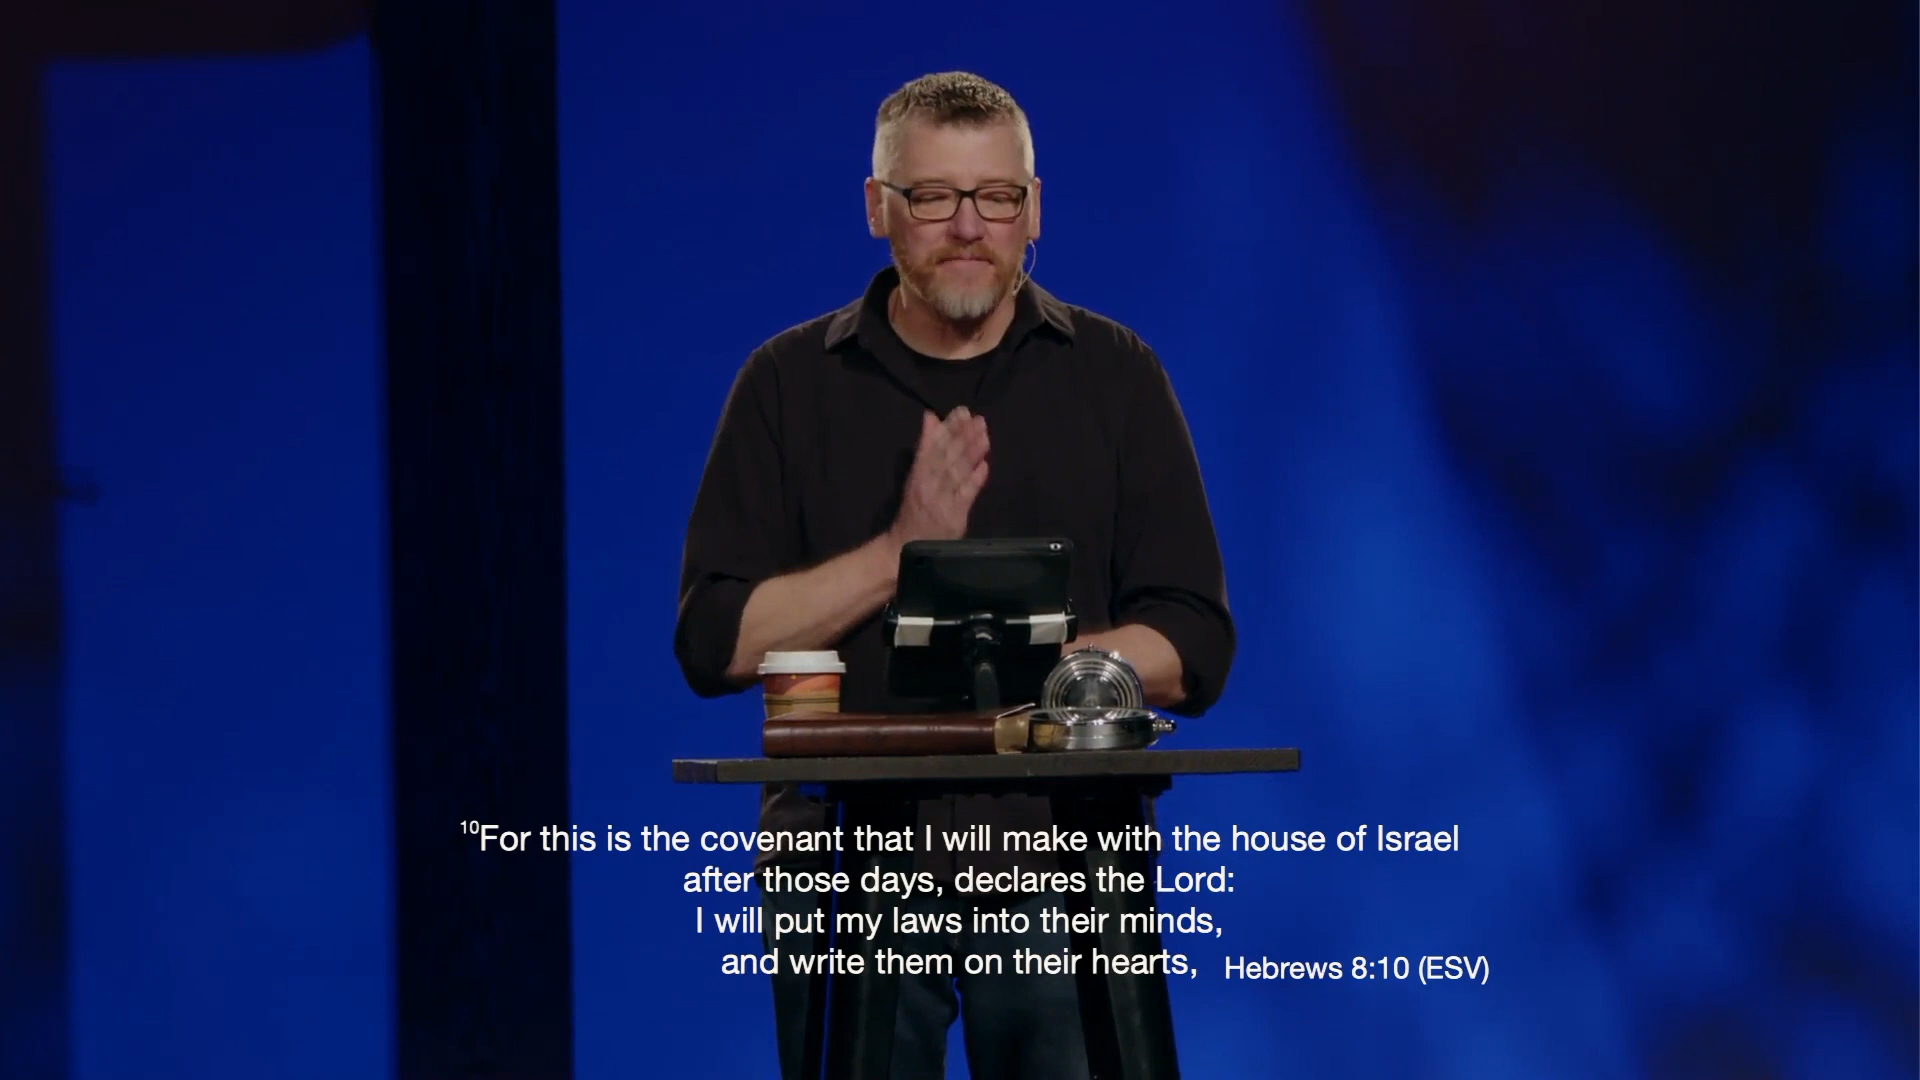 10For this is the covenant that I will make with the house of Israel
after those days, declares the Lord:
I will put my laws into their minds,
and write them on their hearts,
Hebrews 8:10 (ESV)